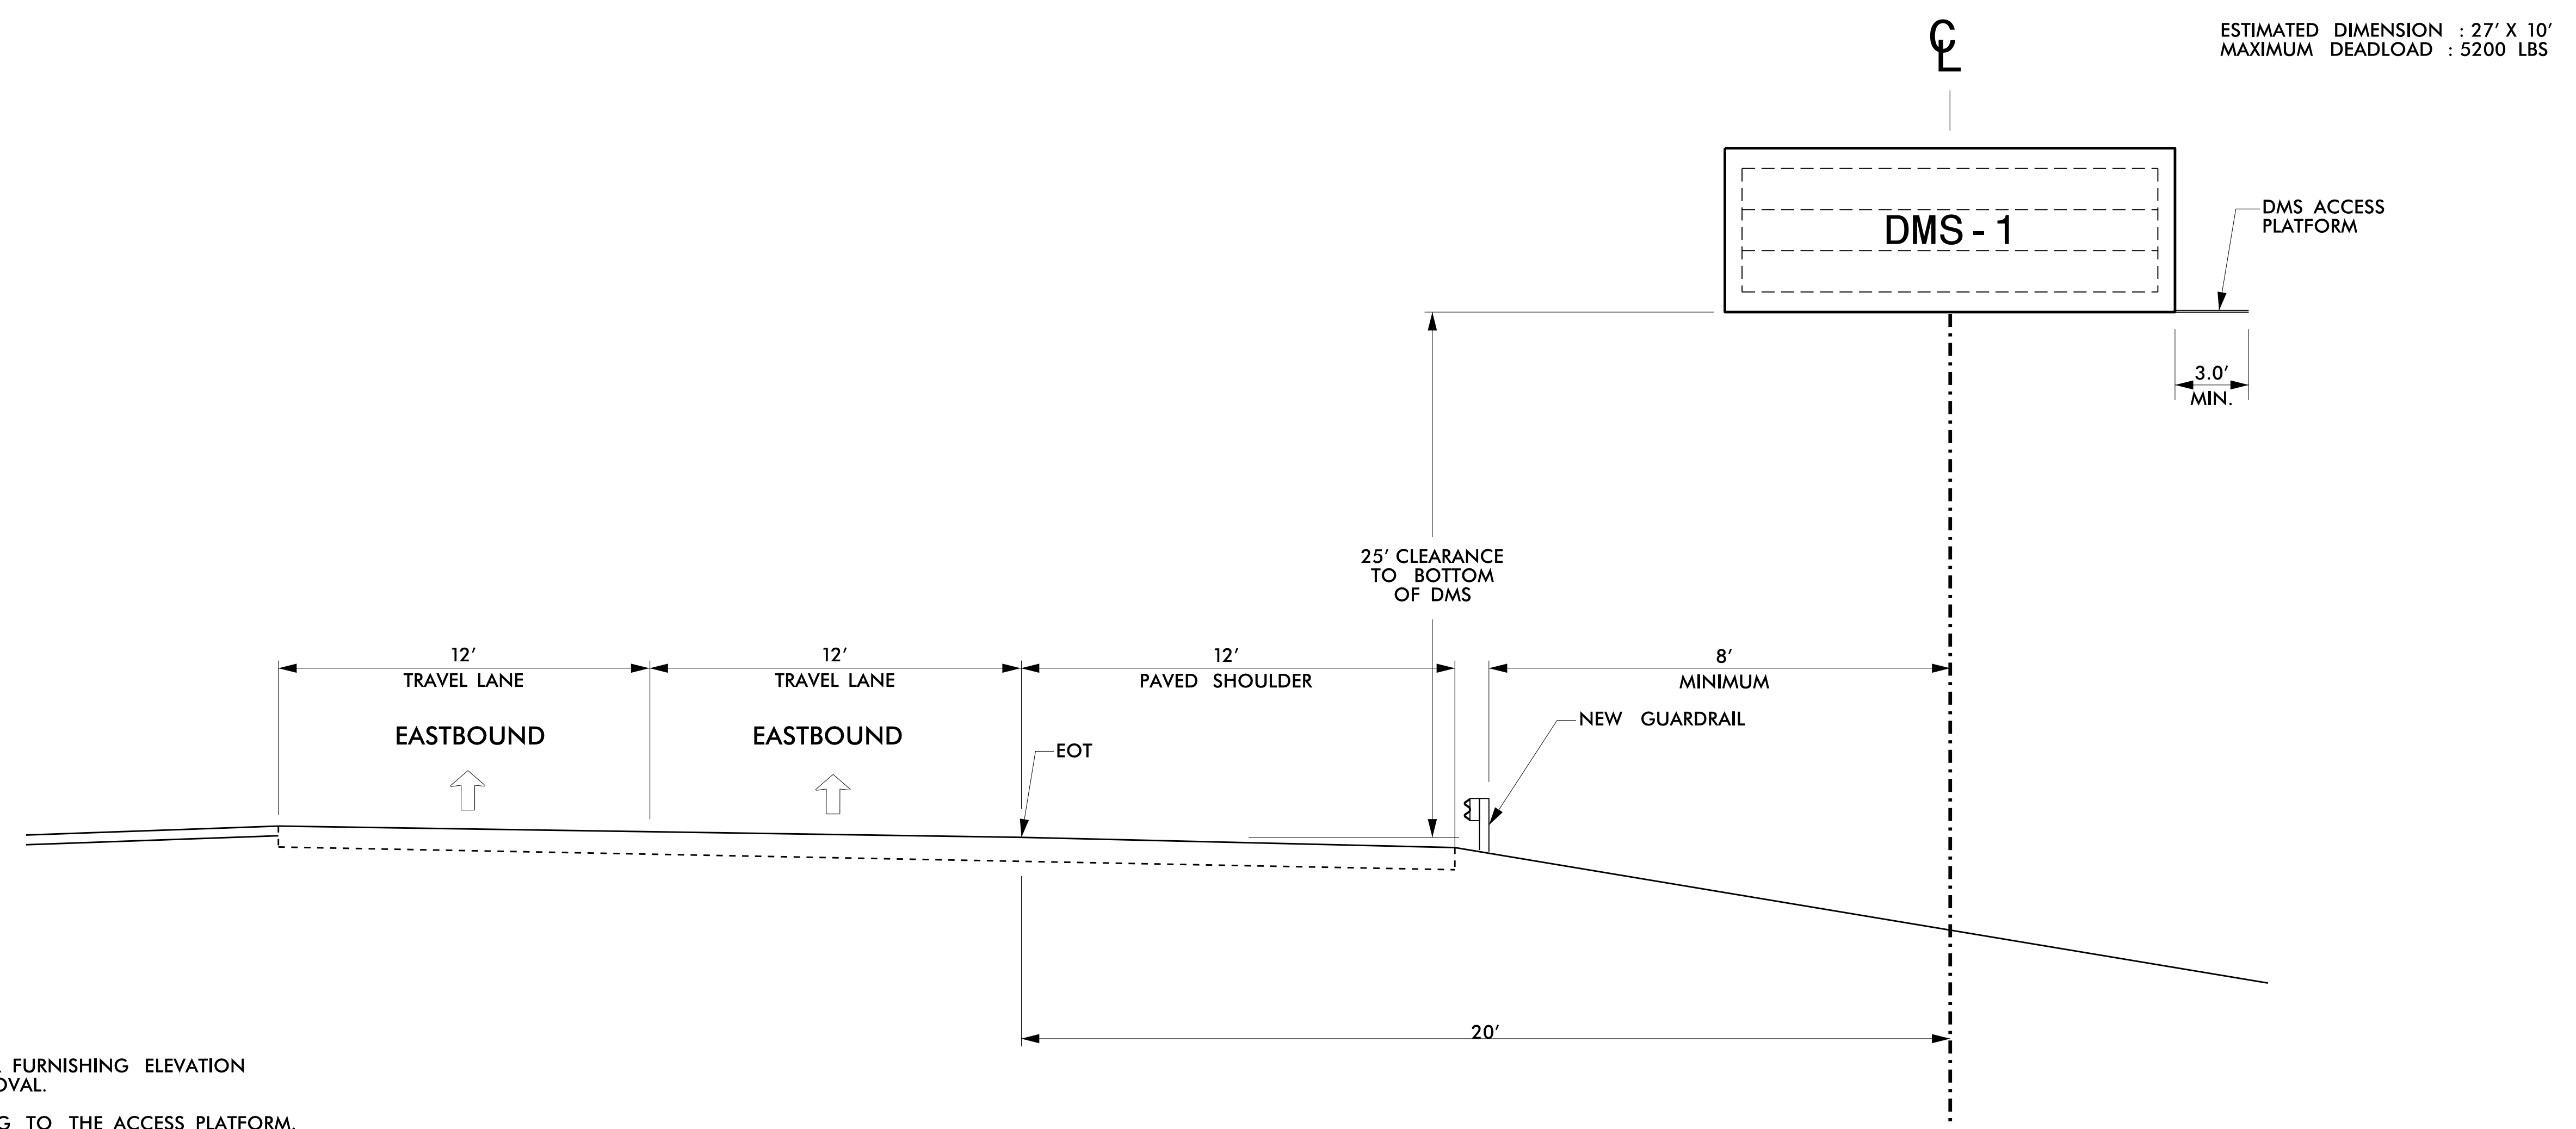 ESTIMATED DIMENSION : 27' X 10'
MAXIMUM DEADLOAD : 5200 LBS
CL
DMS-1
DMS ACCESS
PLATFORM
3.0'
MIN.
25' CLEARANCE
TO BOTTOM
OF DMS
12'
TRAVEL LANE
12'
TRAVEL LANE
12'
PAVED SHOULDER
8'
MINIMUM
EASTBOUND
EASTBOUND
EOT
NEW GUARDRAIL
20'
FURNISHING ELEVATION
OVAL.
G TO THE ACCESS PLATFORM.